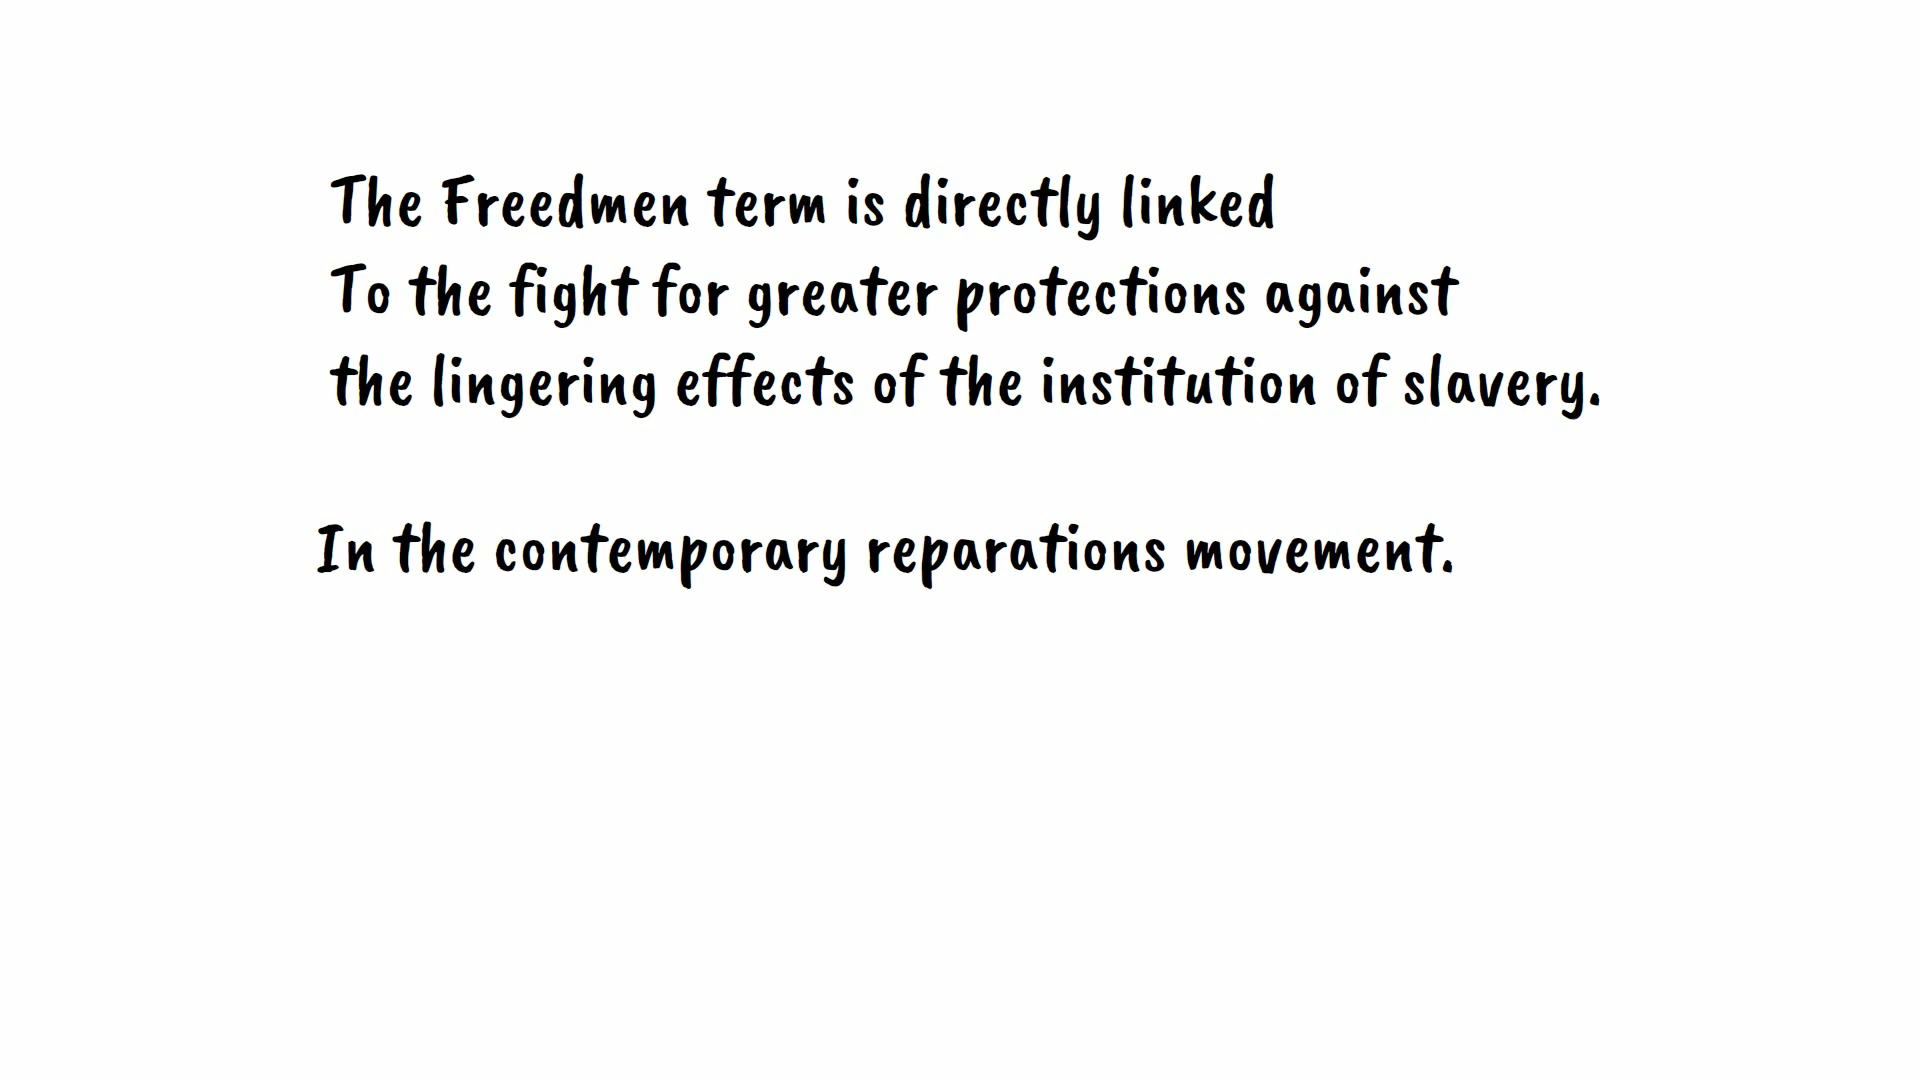 The Freedmen term is directly linked
To the fight for greater protections against
the lingering effects of the institution of slavery.
In the contemporary reparations movement.